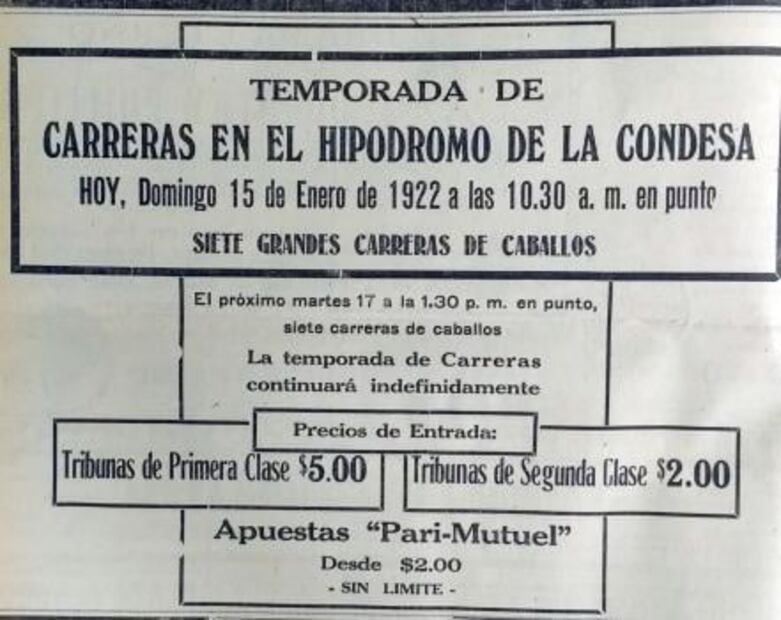 TEMPORADA DE
CARRERAS EN EL HIPODROMO DE LA CONDESA
HOY, Domingo 15 de Enero de 1922 a las 10.30 a. m. en punto
SIETE GRANDES CARRERAS DE CABALLOS
El próximo martes 17 a la 1.30 p. m. en punto,
siete carreras de caballos
La temporada de Carreras
continuará indefinidamente
Precios de Entrada:
Tribunas de Primera Clase $5.00
Tribunas de Segunda Clase $2.00
Apuestas “Pari-Mutuel”
Desde $2.00
- SIN LIMITE -